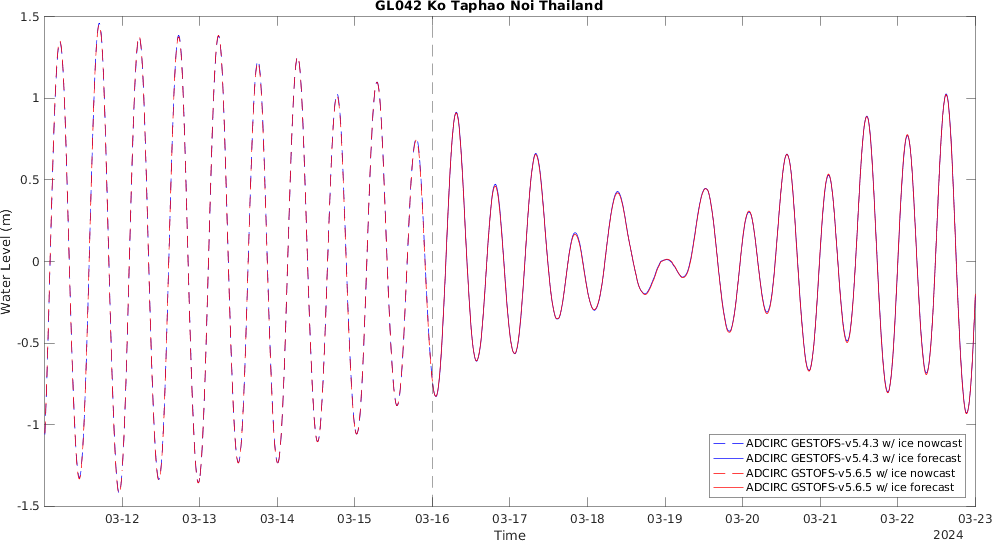 GL042 Ko Taphao Noi Thailand
1.5
1
0.5
0
-0.5
-1
-1.5
Water Level (m)
ADCIRC GESTOFS-v5.4.3 w/ ice nowcast
ADCIRC GESTOFS-v5.4.3 w/ ice forecast
ADCIRC GSTOFS-v5.6.5 w/ ice nowcast
ADCIRC GSTOFS-v5.6.5 w/ ice forecast
03-12 03-13 03-14 03-15 03-16 03-17 03-18 03-19 03-20 03-21 03-22 03-23
Time
2024